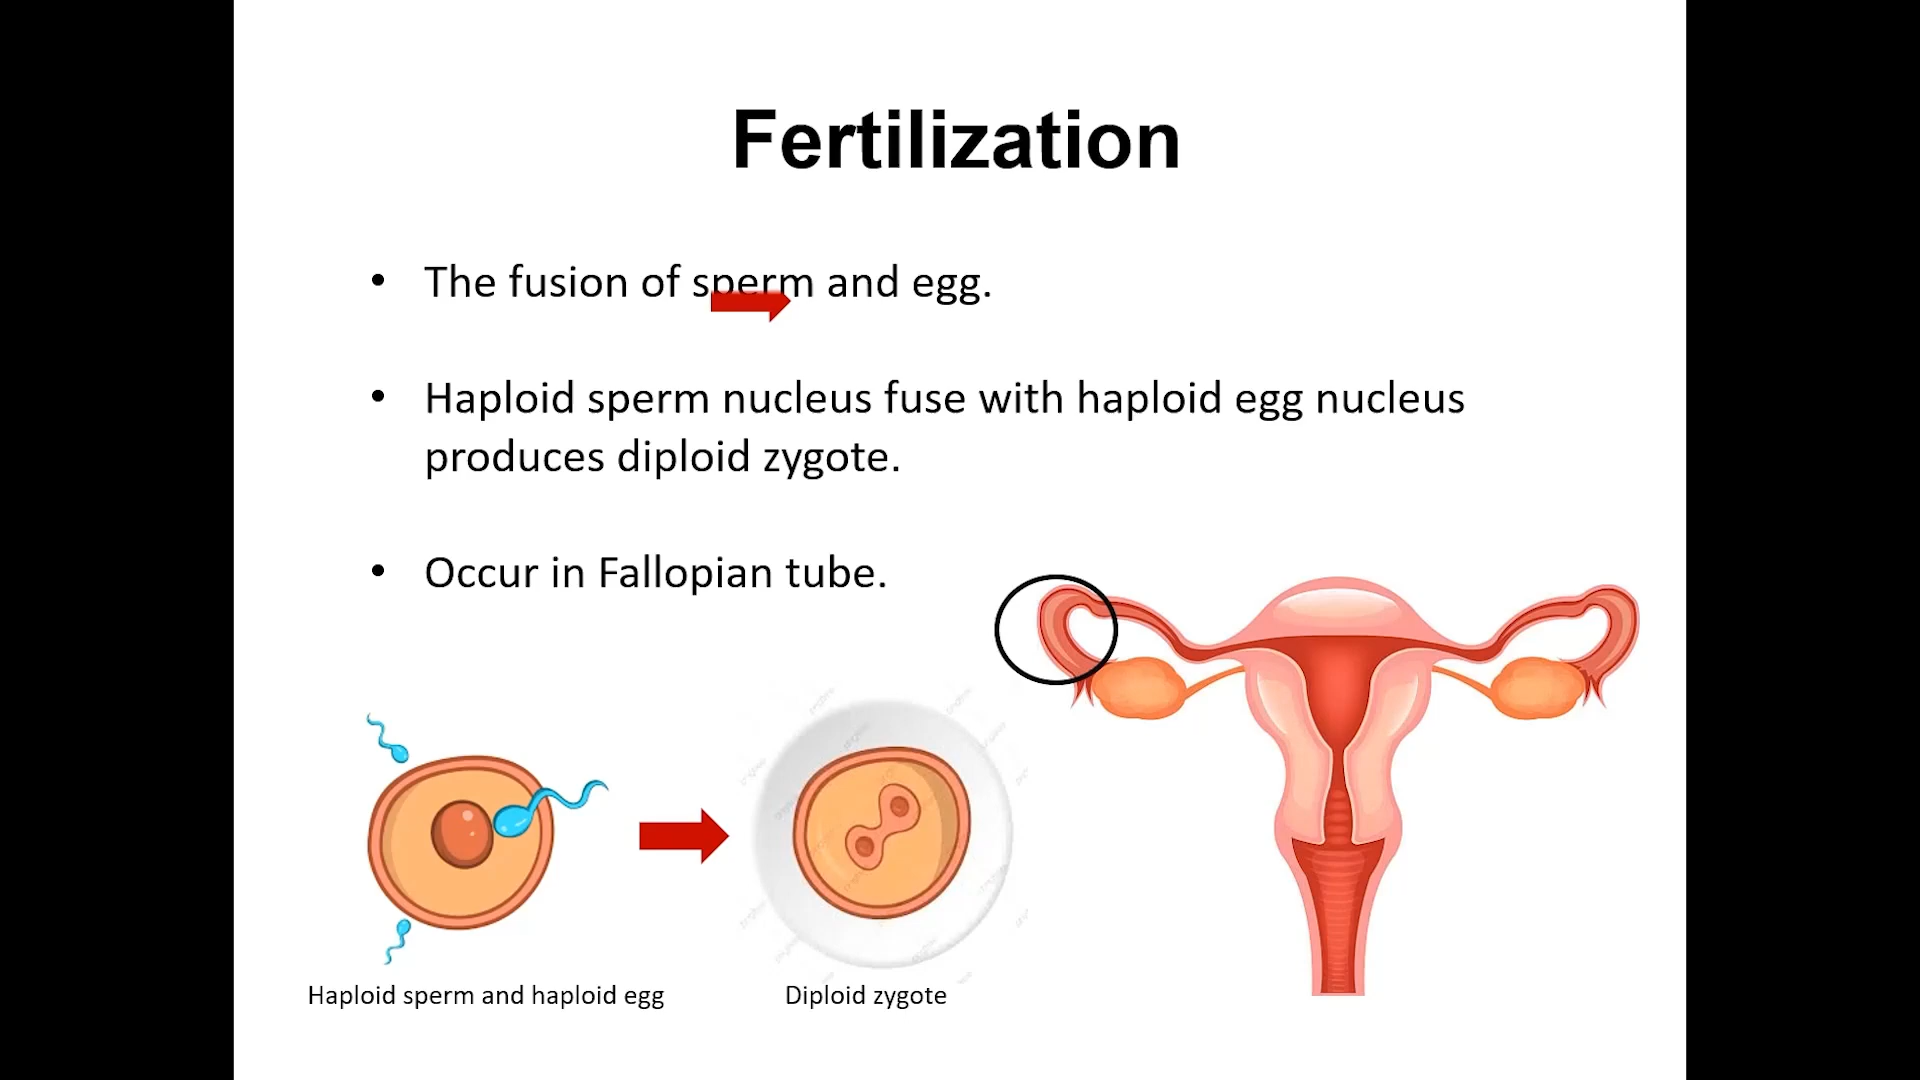 Fertilization
• The fusion of sperm and egg.
• Haploid sperm nucleus fuse with haploid egg nucleus
produces diploid zygote.
• Occur in Fallopian tube.
Haploid sperm and haploid egg
Diploid zygote